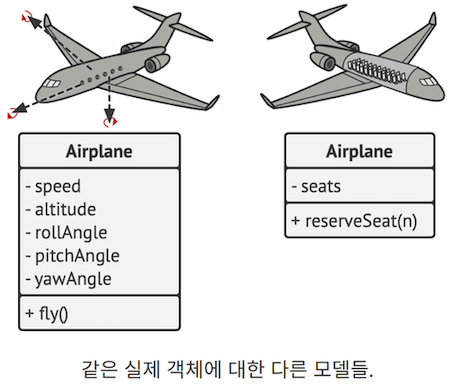 Airplane
- speed
- altitude
- rollAngle
- pitchAngle
- yawAngle
+ fly()
Airplane
- seats
+ reserveSeat(n)
같은 실제 객체에 대한 다른 모델들.